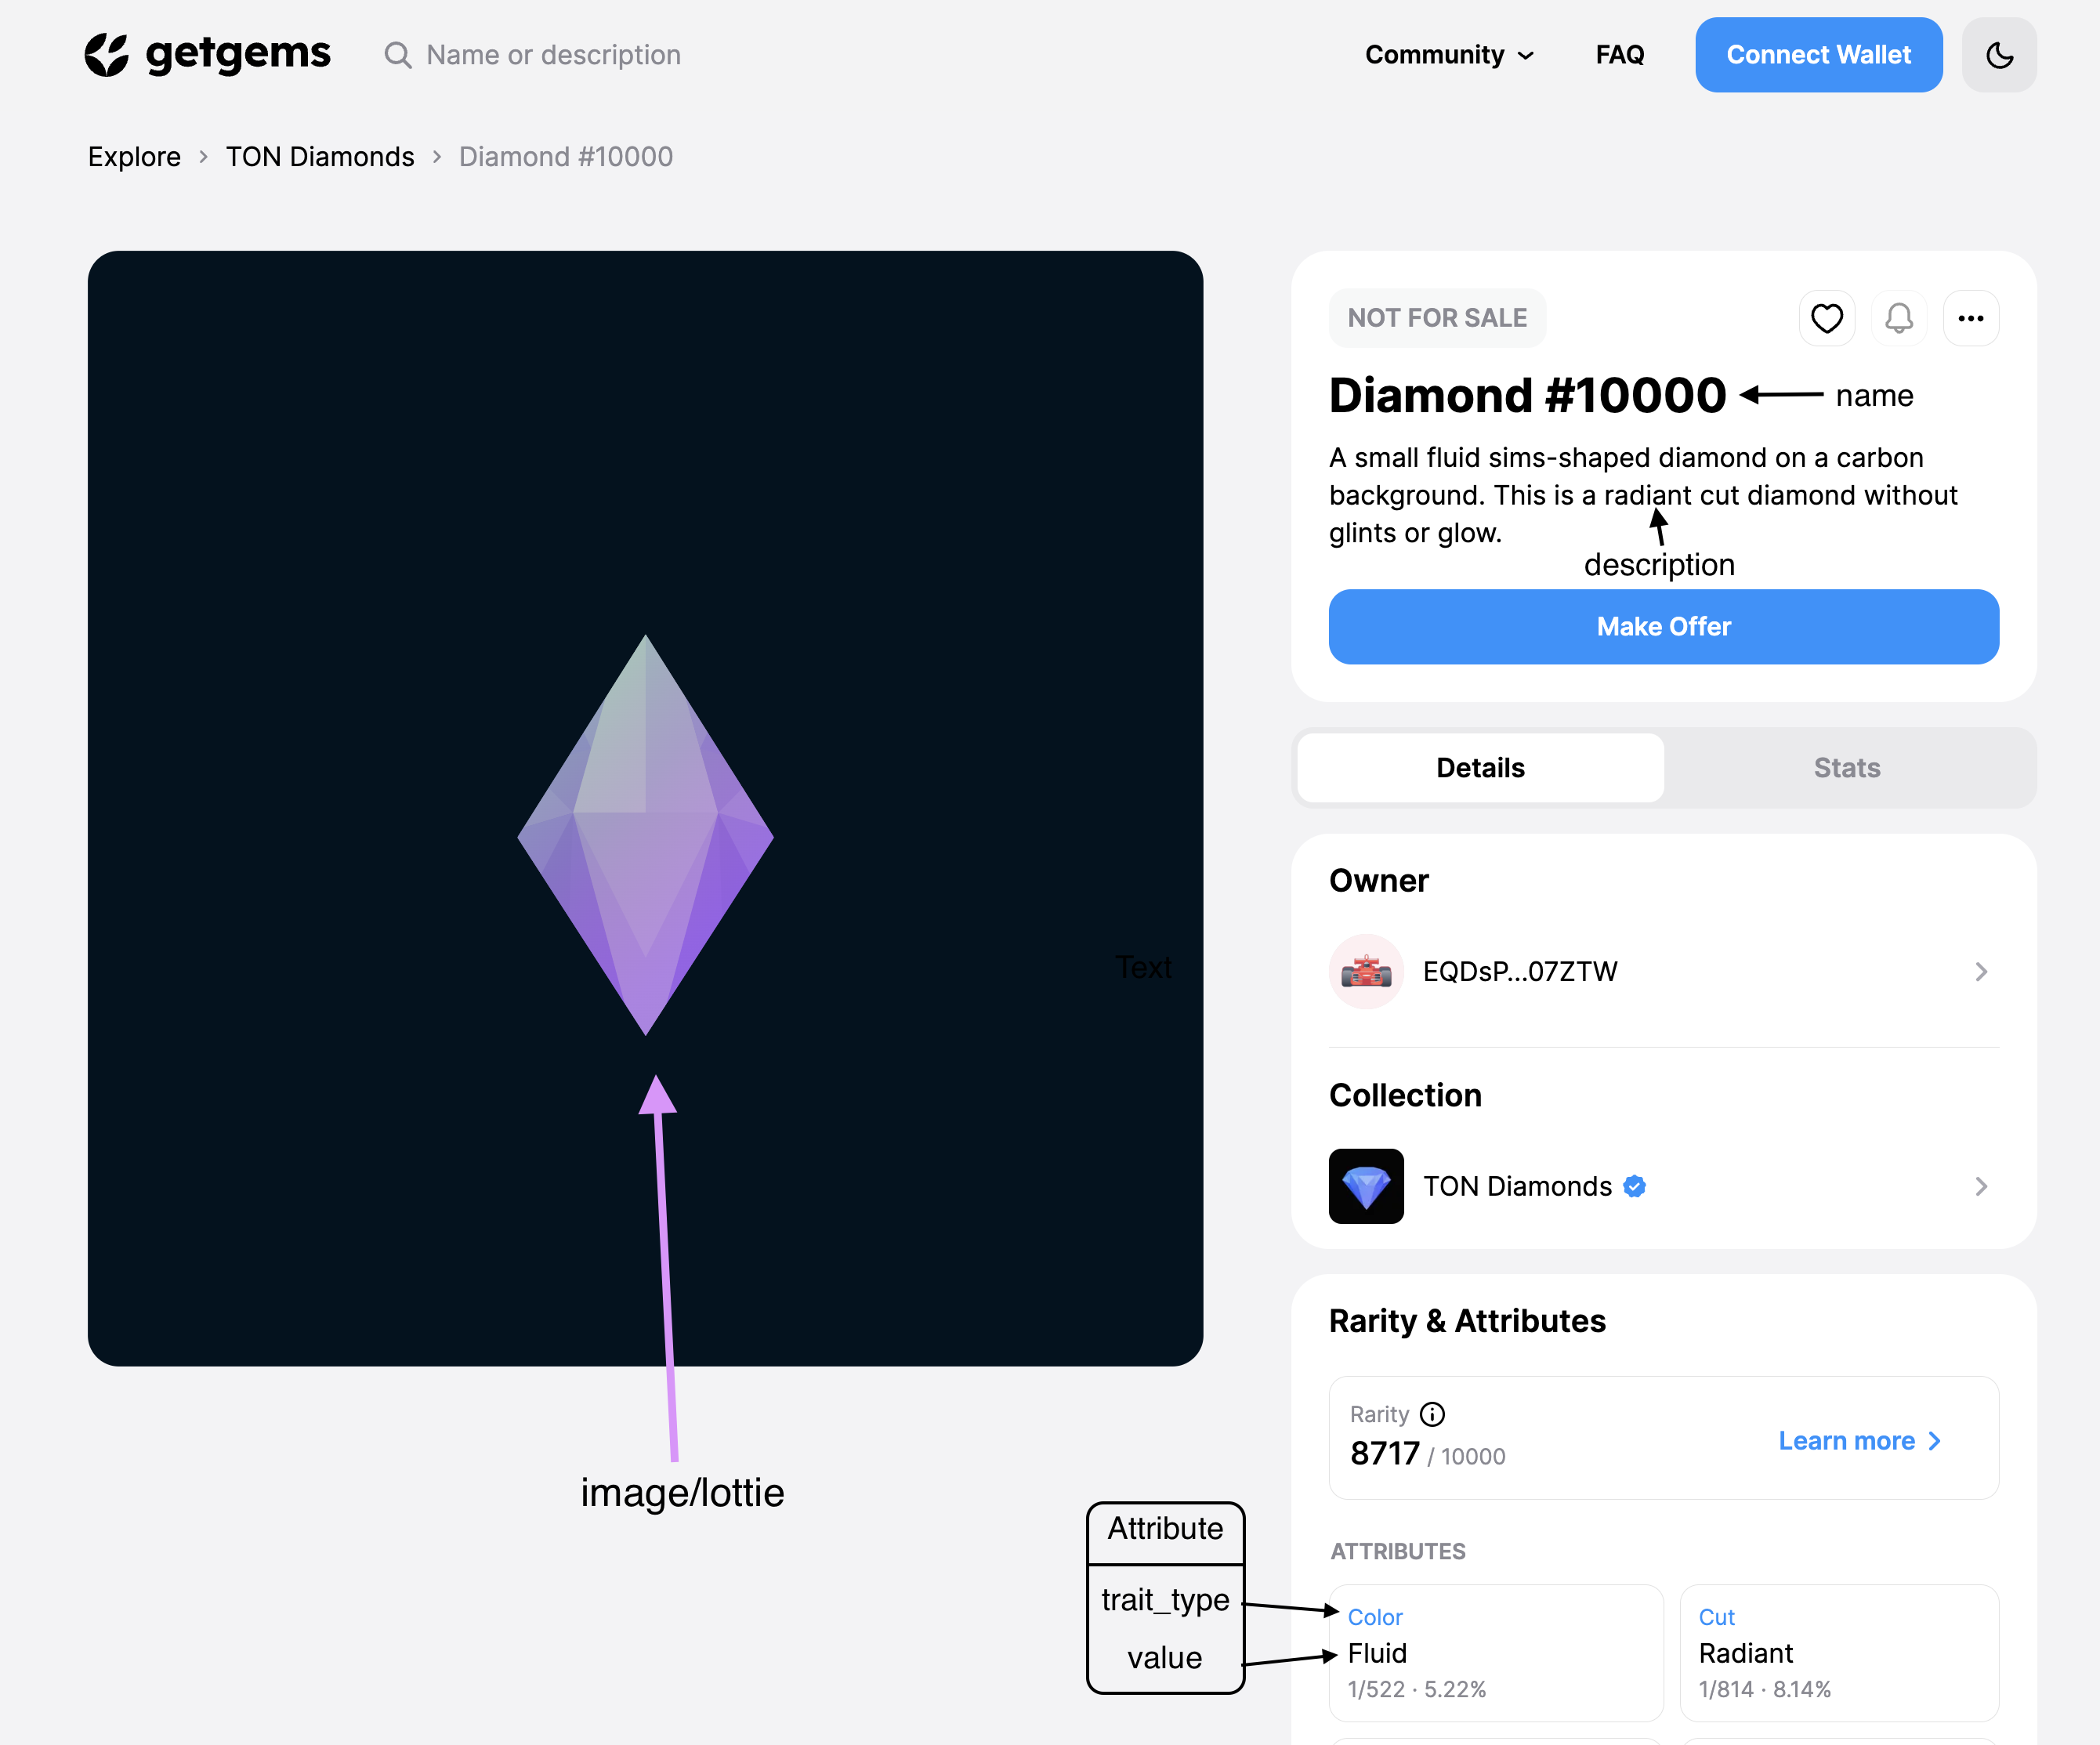 getgems
Name or description
Community
FAQ
Connect Wallet
Explore > TON Diamonds > Diamond #10000
NOT FOR SALE
Diamond #10000
name
A small fluid sims-shaped diamond on a carbon
background. This is a radiant cut diamond without
glints or glow.
description
Make Offer
Details
Stats
Owner
Text
EQDsP...07ZTW
Collection
TON Diamonds
Rarity & Attributes
Rarity
8717 / 10000
Learn more
image/lottie
Attribute
trait_type
value
ATTRIBUTES
Color
Fluid
1/522 · 5.22%
Cut
Radiant
1/814 · 8.14%